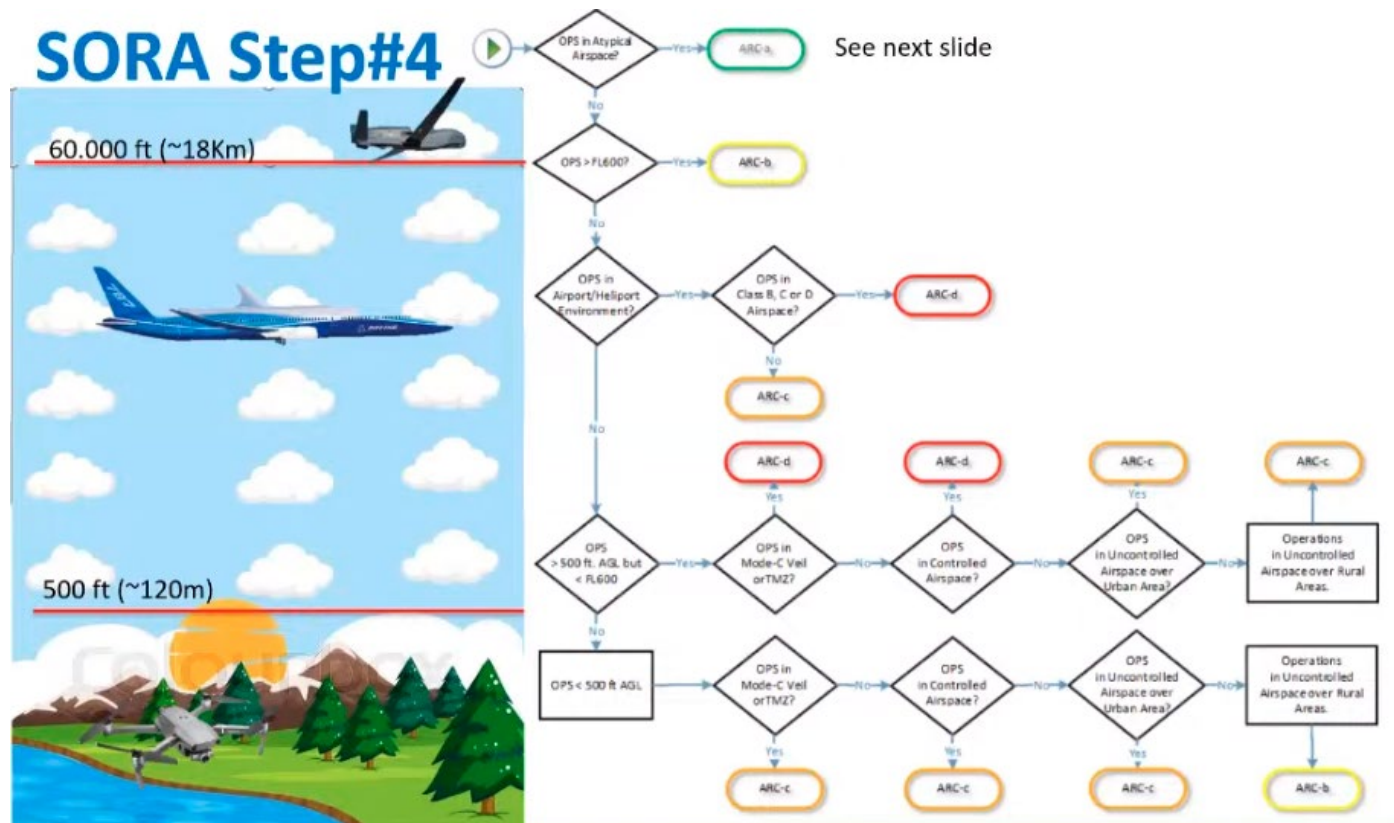 SORA Step#4
See next slide
60.000 ft (~18Km)
500 ft (~120m)
787
BOEING
OPS in Atypical
Airspace?
Yes
ARC-a
No
OPS > FL600?
Yes
ARC-b
No
OPS in
Airport/Heliport
Environment?
Yes
OPS in
Class B, C or D
Airspace?
Yes
ARC-d
No
ARC-c
No
ARC-d
ARC-d
ARC-c
ARC-c
Yes
Yes
Yes
OPS
> 500 ft. AGL but
< FL600
Yes
OPS in
Mode-C Veil
orTMZ?
No
OPS
in Controlled
Airspace?
No
OPS
in Uncontrolled
Airspace over
Urban Area?
No
Operations
in Uncontrolled
Airspace over Rural
Areas.
No
OPS < 500 ft AGL
OPS in
Mode-C Veil
orTMZ?
No
OPS
in Controlled
Airspace?
No
OPS
in Uncontrolled
Airspace over
Urban Area?
No
Operations
in Uncontrolled
Airspace over Rural
Areas.
Yes
Yes
Yes
ARC-c
ARC-c
ARC-c
ARC-b